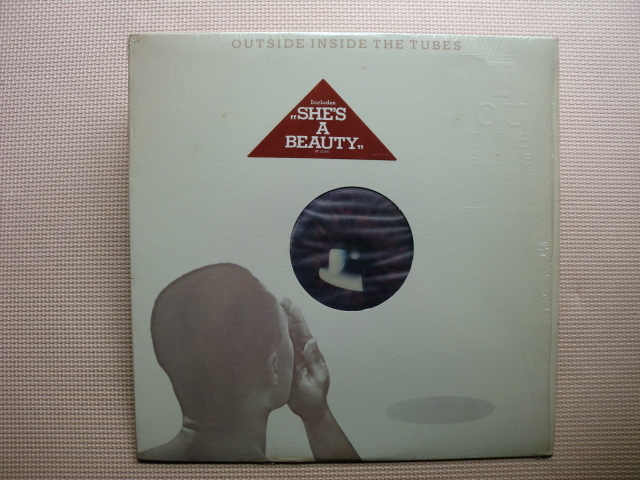 OUTSIDE INSIDE THE TUBES
Includes
“SHE'S
A
BEAUTY”